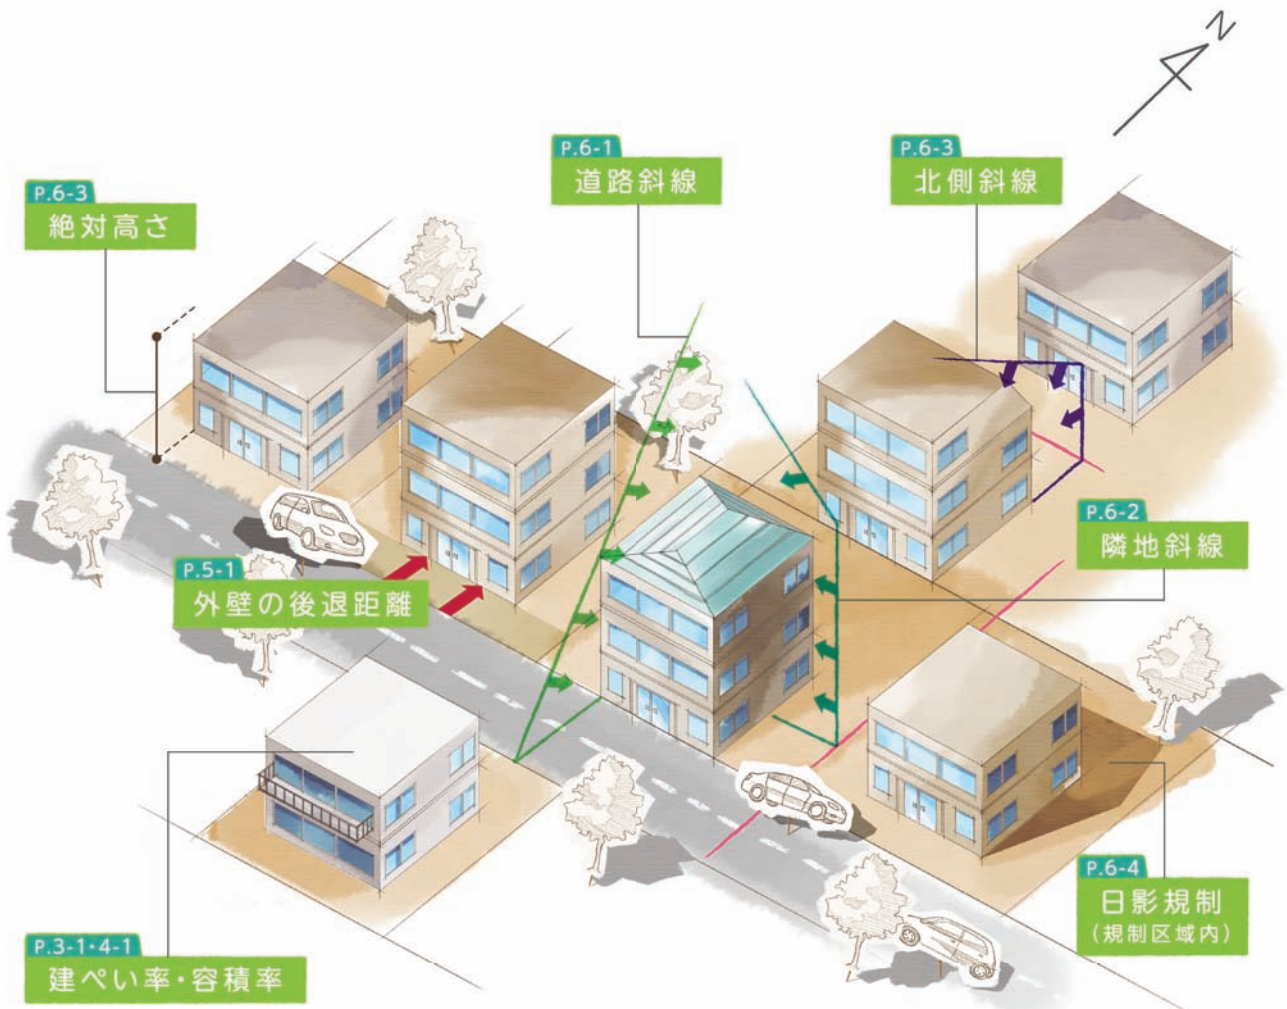 N
P.6-1
道路斜線
P.6-3
北側斜線
P.6-3
絶対高さ
P.6-2
隣地斜線
P.5-1
外壁の後退距離
P.6-4
日影規制
(規制区域内)
P.3-1・4-1
建ぺい率・容積率